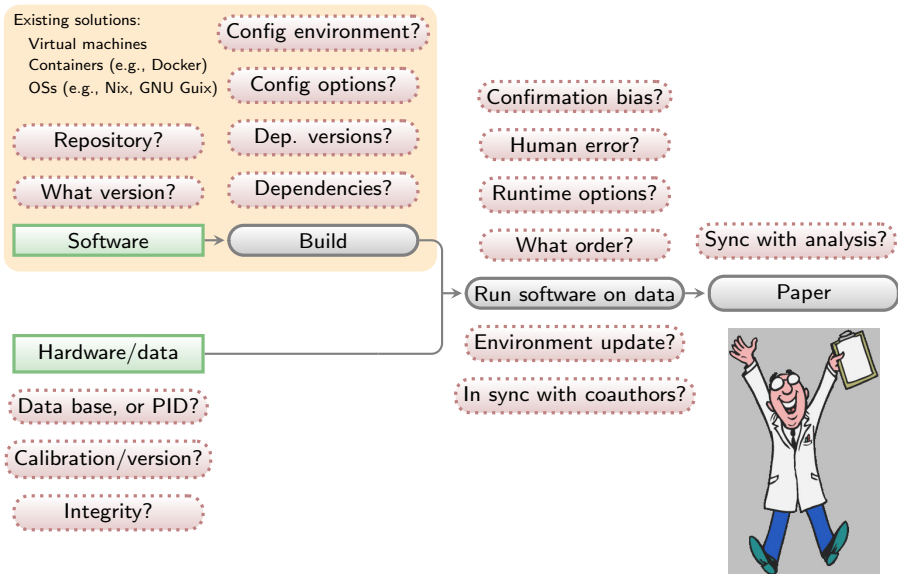 Existing solutions:
Virtual machines
Containers (e.g., Docker)
OSs (e.g., Nix, GNU Guix)
Config environment?
Config options?
Repository?
Dep. versions?
What version?
Dependencies?
Software
Build
Confirmation bias?
Human error?
Runtime options?
What order?
Sync with analysis?
Run software on data
Paper
Hardware/data
Environment update?
Data base, or PID?
In sync with coauthors?
Calibration/version?
Integrity?